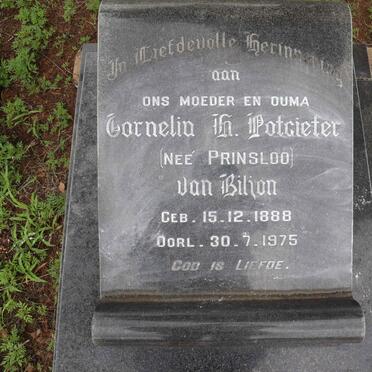 In Liefdevolle Herinnering
aan
ONS MOEDER EN OUMA
Cornelia H. Potgieter
(NEE PRINSLOO)
van Biljon
GEB. 15.12.1888
OORL. 30.7.1975
GOD IS LIEFDE.